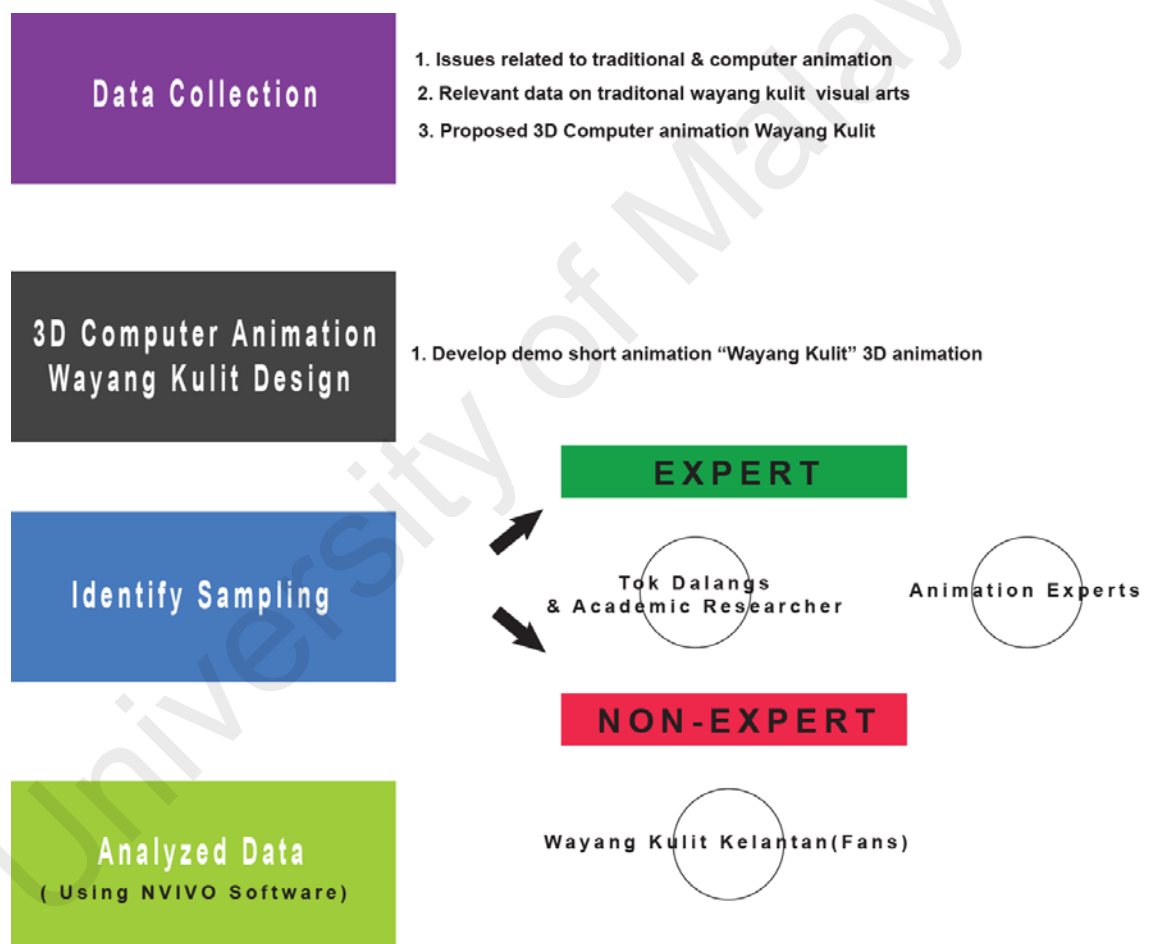 Data Collection
1. Issues related to traditional & computer animation
2. Relevant data on traditonal wayang kulit visual arts
3. Proposed 3D Computer animation Wayang Kulit
3D Computer Animation
Wayang Kulit Design
1. Develop demo short animation “Wayang Kulit” 3D animation
Identify Sampling
EXPERT
Tok Dalangs
& Academic Researcher
Animation Experts
NON-EXPERT
Wayang Kulit Kelantan(Fans)
Analyzed Data
( Using NVIVO Software)
University of Malay